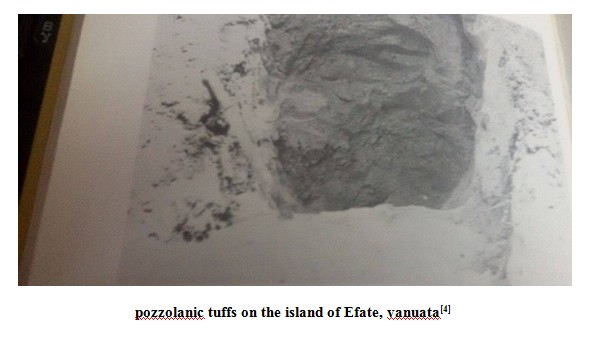 pozzolanic tuffs on the island of Efate, vanuata[4]